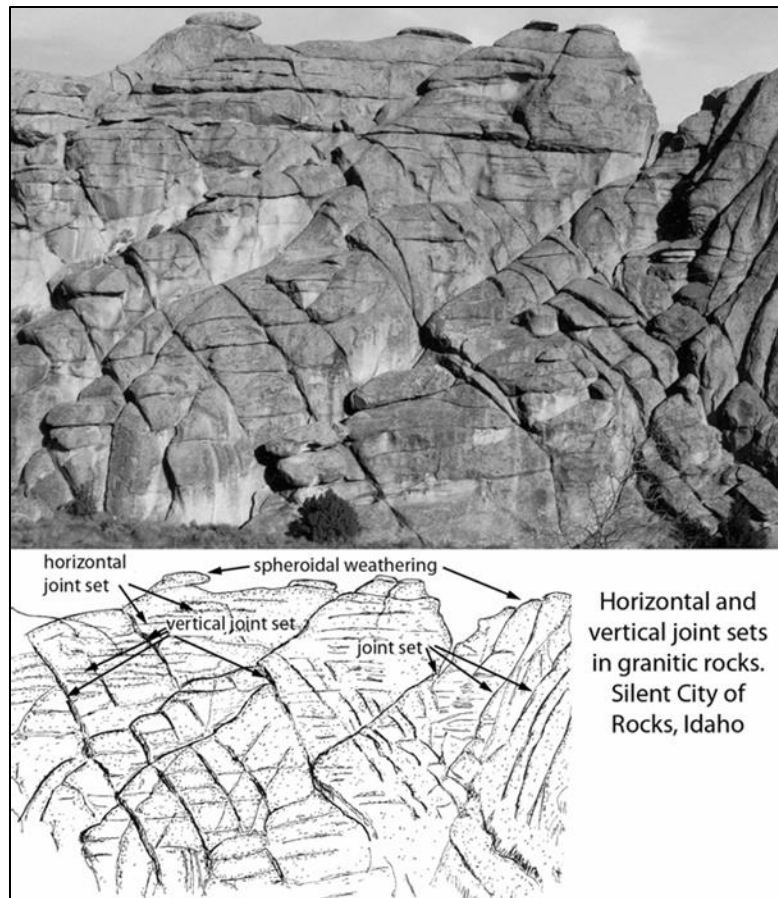 horizontal
joint set
spheroidal weathering
vertical joint set
joint set
Horizontal and
vertical joint sets
in granitic rocks.
Silent City of
Rocks, Idaho